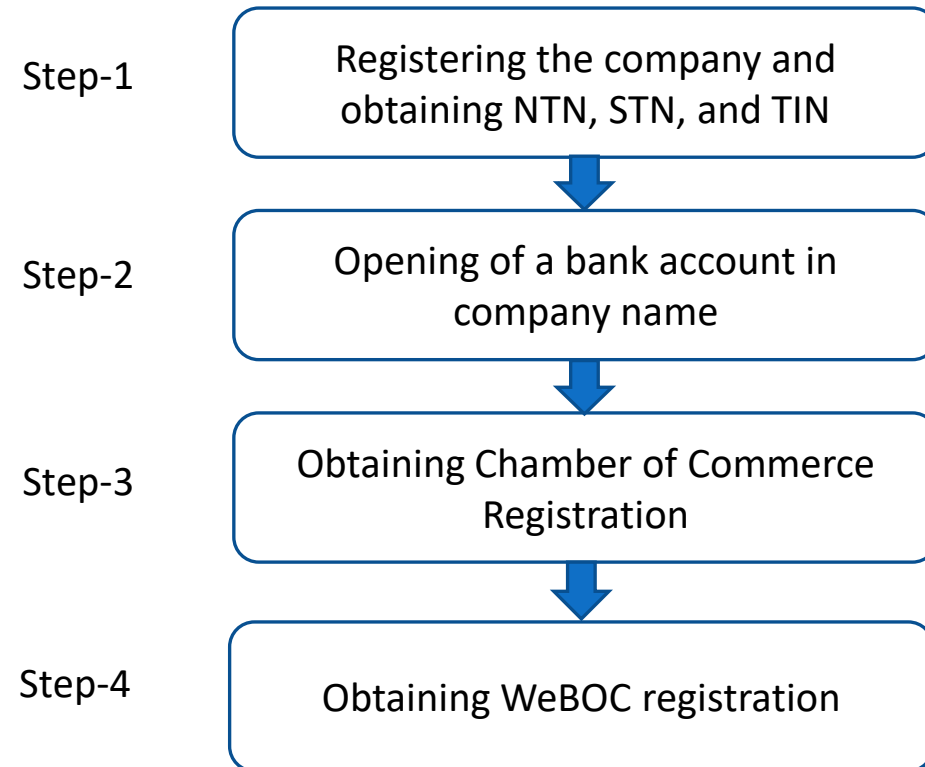 Step-1
Registering the company and
obtaining NTN, STN, and TIN
Step-2
Opening of a bank account in
company name
Step-3
Obtaining Chamber of Commerce
Registration
Step-4
Obtaining WeBOC registration